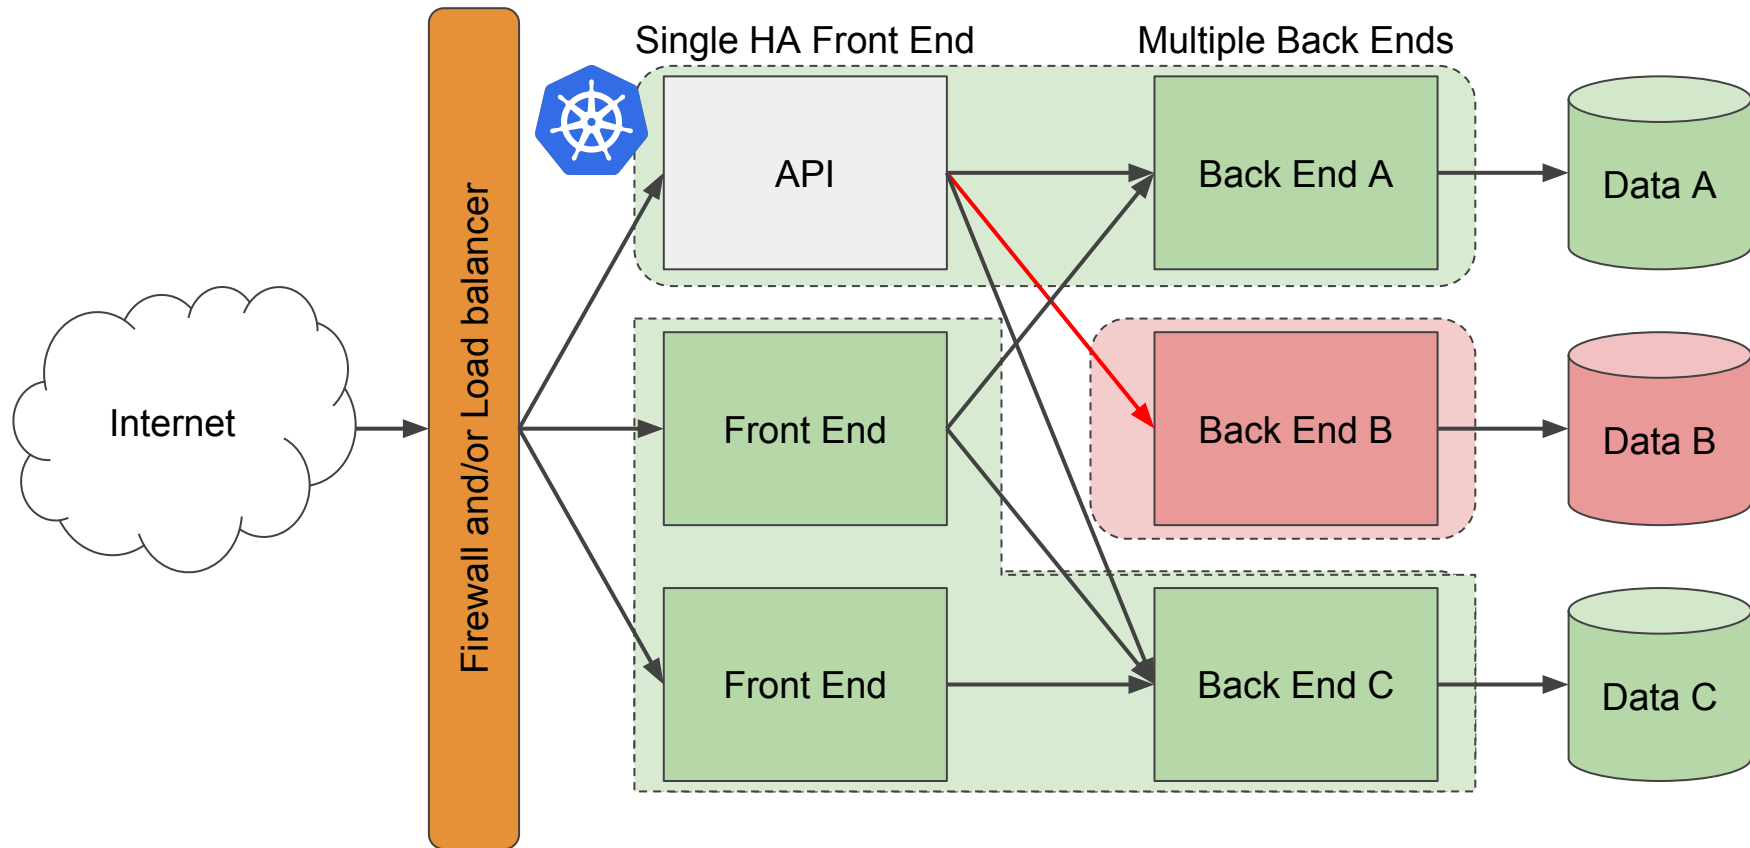 Single HA Front End
Multiple Back Ends
Firewall and/or Load balancer
API
Back End A
Data A
Internet
Front End
Back End B
Data B
Front End
Back End C
Data C